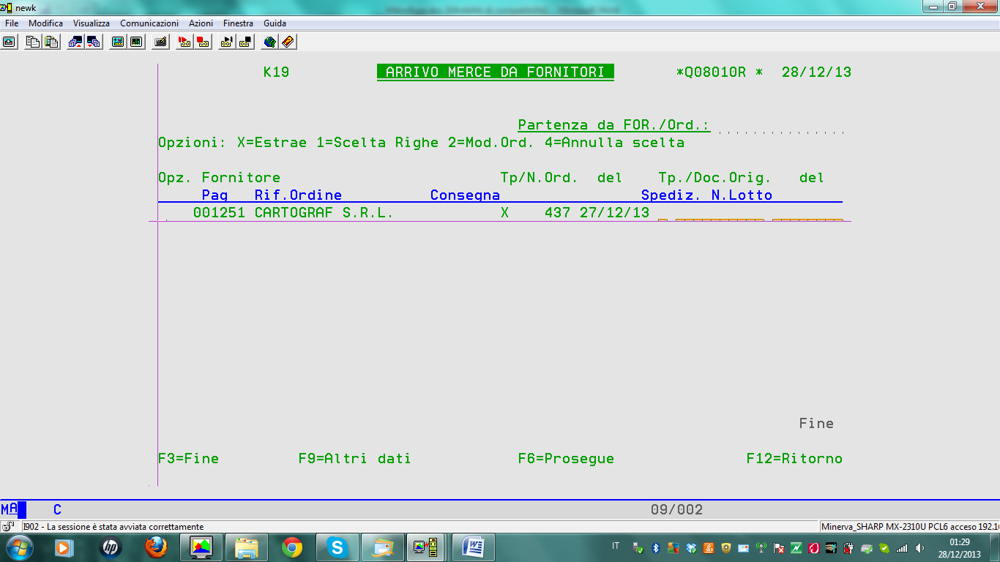 newk
File Modifica Visualizza Comunicazioni Azioni Finestra Guida
K19 ARRIVO MERCE DA FORNITORI *Q08010R * 28/12/13
Partenza da FOR./Ord.:
Opzioni: X=Estrae 1=Scelta Righe 2=Mod.Ord. 4=Annulla scelta
Opz. Fornitore Tp/N.Ord. del Tp./Doc.Orig. del
Pag Rif.Ordine Consegna Spediz. N.Lotto
001251 CARTOGRAF S.R.L. X 437 27/12/13
Fine
F3=Fine F9=Altri dati F6=Prosegue F12=Ritorno
MA C 09/002
I902 - La sessione è stata avviata correttamente Minerva_SHARP MX-2310U PCL6 acceso 192.16
IT 01:29
28/12/2013